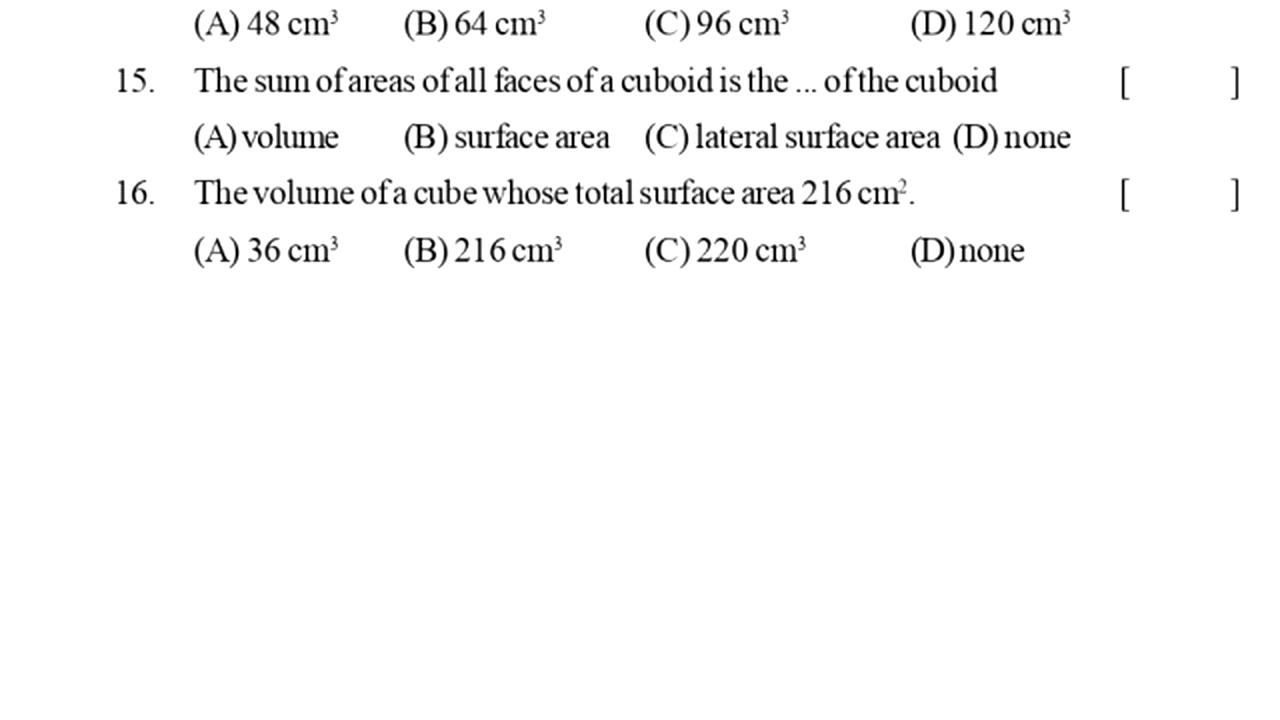 (A) 48 cm³ (B) 64 cm³ (C) 96 cm³ (D) 120 cm³
15. The sum of areas of all faces of a cuboid is the ... of the cuboid [ ]
(A) volume (B) surface area (C) lateral surface area (D) none
16. The volume of a cube whose total surface area 216 cm². [ ]
(A) 36 cm³ (B) 216 cm³ (C) 220 cm³ (D) none